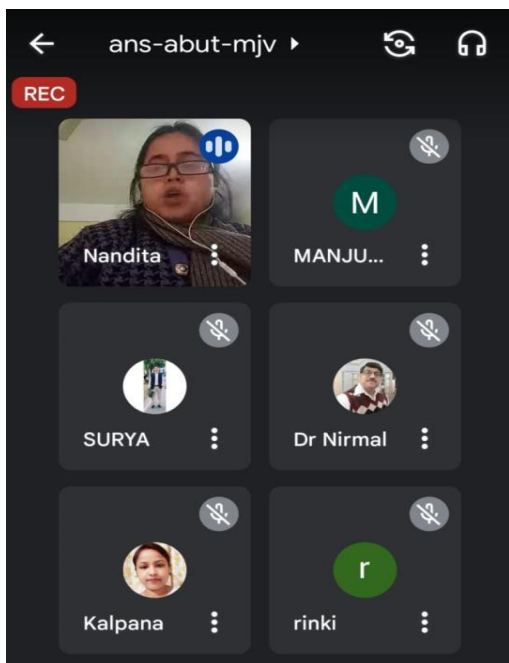 ans-abut-mjv
REC
Nandita
M
MANJU...
SURYA
Dr Nirmal
Kalpana
r
rinki